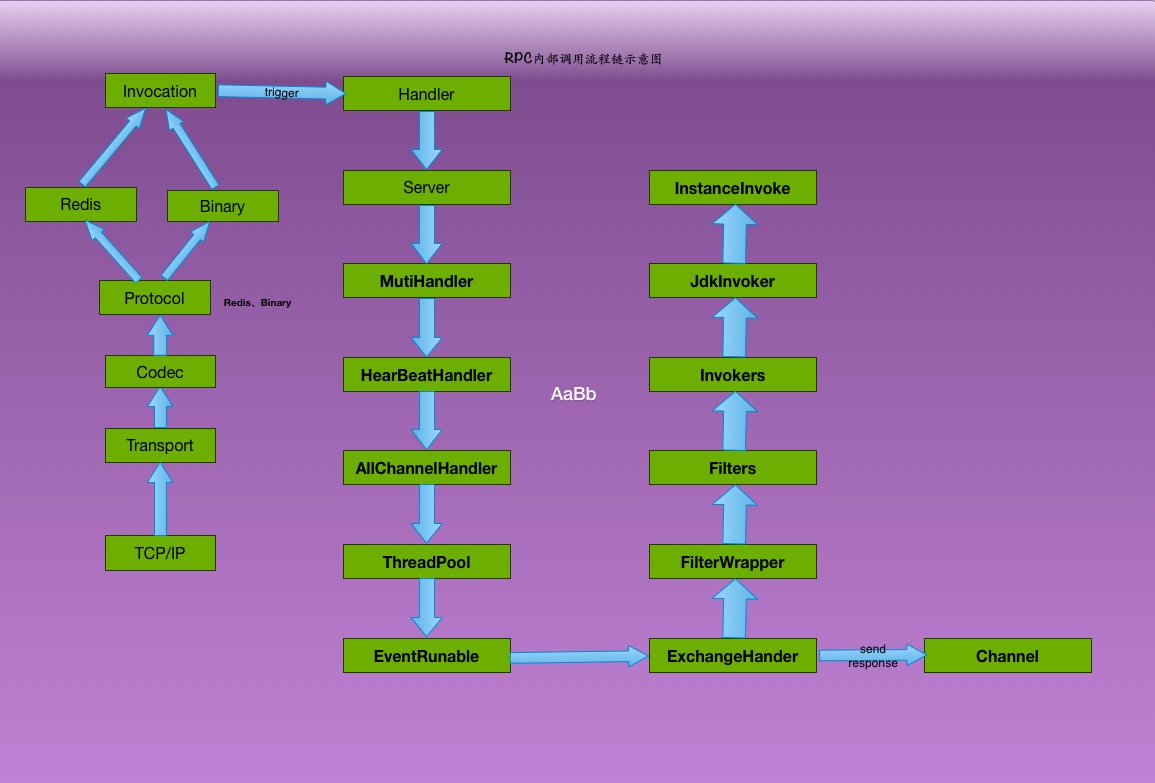 RPC内部调用流程链示意图
Invocation
trigger
Handler
Redis
Binary
Protocol
Redis、Binary
Codec
Transport
TCP/IP
Server
MutiHandler
HearBeatHandler
AllChannelHandler
ThreadPool
EventRunable
AaBb
InstanceInvoke
JdkInvoker
Invokers
Filters
FilterWrapper
ExchangeHander
send
response
Channel